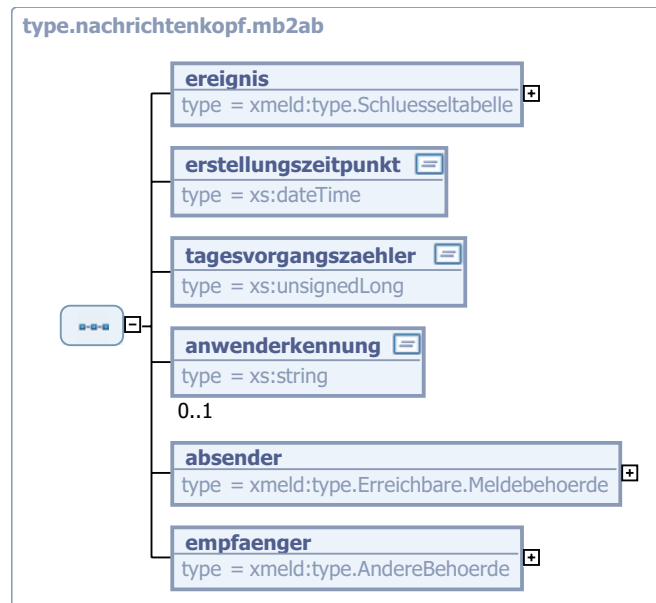 type.nachrichtenkopf.mb2ab
ereignis
type = xmeld:type.Schluesseltabelle
erstellungszeitpunkt
type = xs:dateTime
tagesvorgangszaehler
type = xs:unsignedLong
anwenderkennung
type = xs:string
0..1
absender
type = xmeld:type.Erreichbare.Meldebehoerde
empfaenger
type = xmeld:type.AndereBehoerde